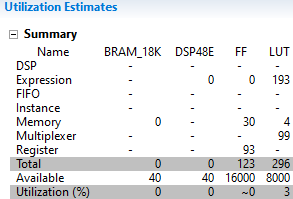 Utilization Estimates
Summary
Name BRAM_18K DSP48E FF LUT
DSP - - - -
Expression - 0 0 193
FIFO - - - -
Instance - - - -
Memory 0 - 30 4
Multiplexer - - - 99
Register - - 93 -
Total 0 0 123 296
Available 40 40 16000 8000
Utilization (%) 0 0 ~0 3